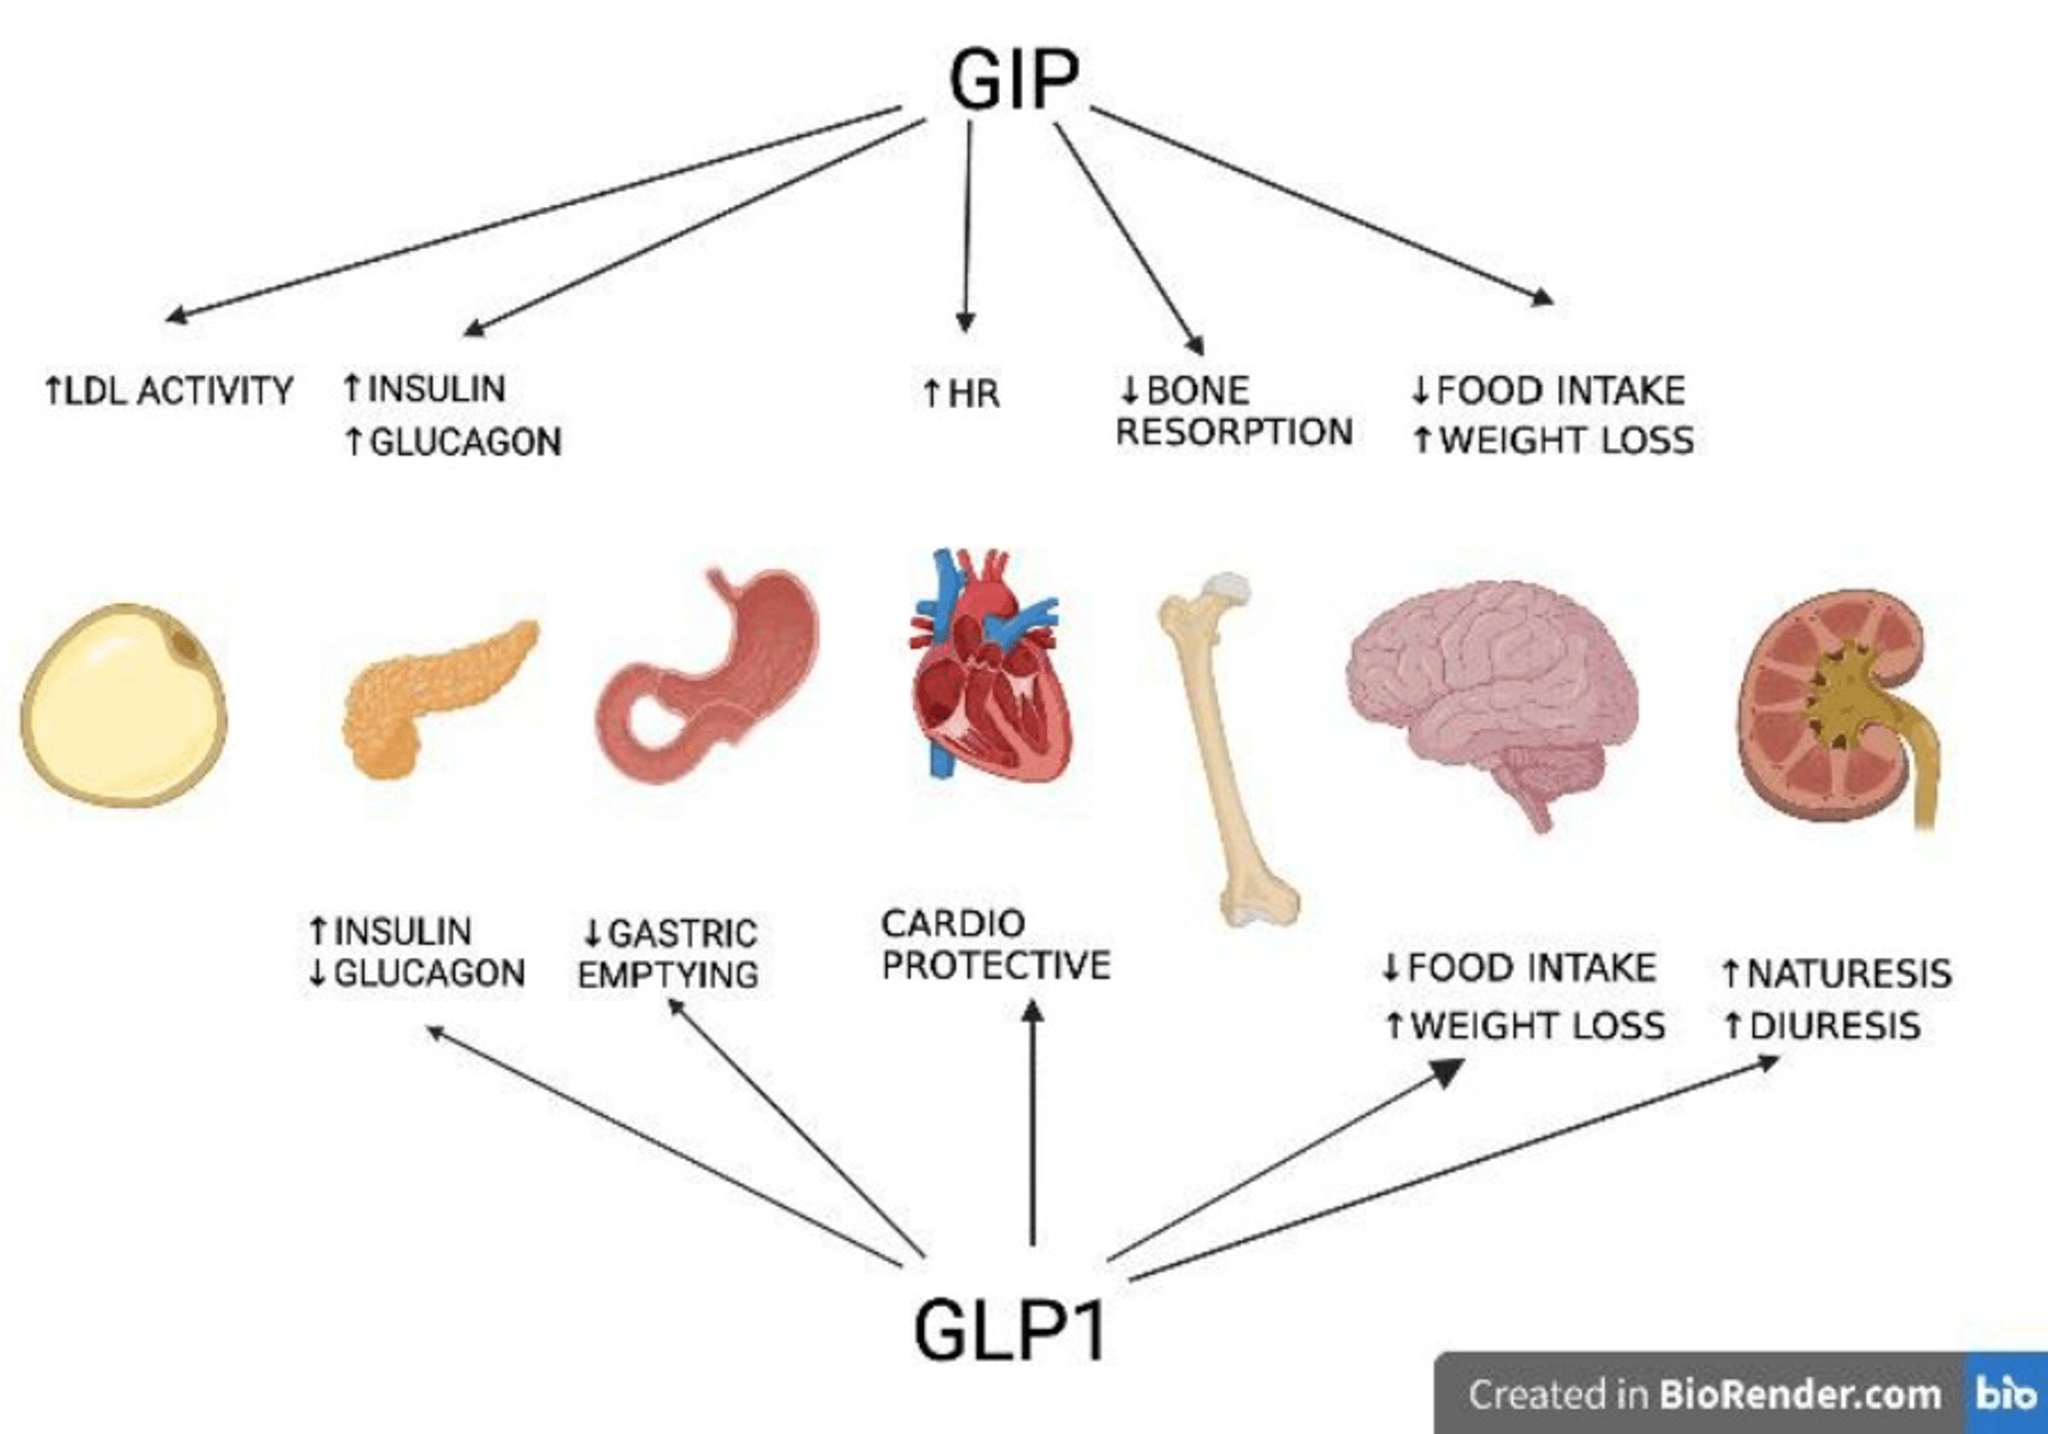 GIP
↑LDL ACTIVITY
↑INSULIN
↑GLUCAGON
↑HR
↓BONE
RESORPTION
↓FOOD INTAKE
↑WEIGHT LOSS
↑INSULIN
↓GLUCAGON
↓GASTRIC
EMPTYING
CARDIO
PROTECTIVE
↓FOOD INTAKE
↑WEIGHT LOSS
↑NATURESIS
↑DIURESIS
GLP1
Created in BioRender.com bio